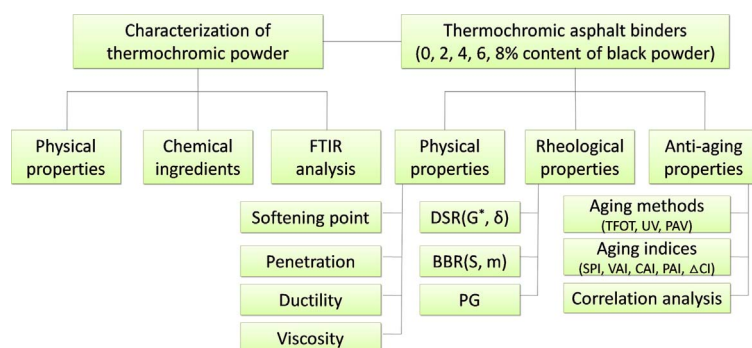 Characterization of
thermochromic powder
Thermochromic asphalt binders
(0, 2, 4, 6, 8% content of black powder)
Physical
properties
Chemical
ingredients
FTIR
analysis
Physical
properties
Rheological
properties
Anti-aging
properties
Softening point
Penetration
Ductility
Viscosity
DSR(G*, δ)
BBR(S, m)
PG
Aging methods
(TFOT, UV, PAV)
Aging indices
(SPI, VAI, CAI, PAI, △CI)
Correlation analysis